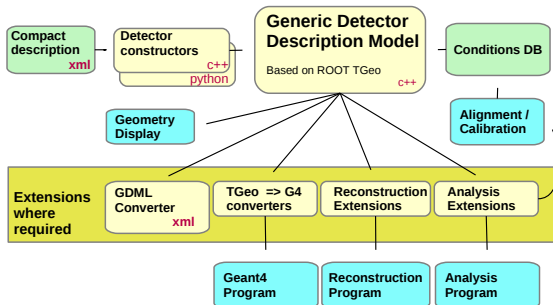 Compact
description
xml
Detector
constructors
c++
python
Generic Detector
Description Model
Based on ROOT TGeo
c++
Conditions DB
Geometry
Display
Alignment /
Calibration
Extensions
where
required
GDML
Converter
xml
TGeo => G4
converters
Reconstruction
Extensions
Analysis
Extensions
Geant4
Program
Reconstruction
Program
Analysis
Program